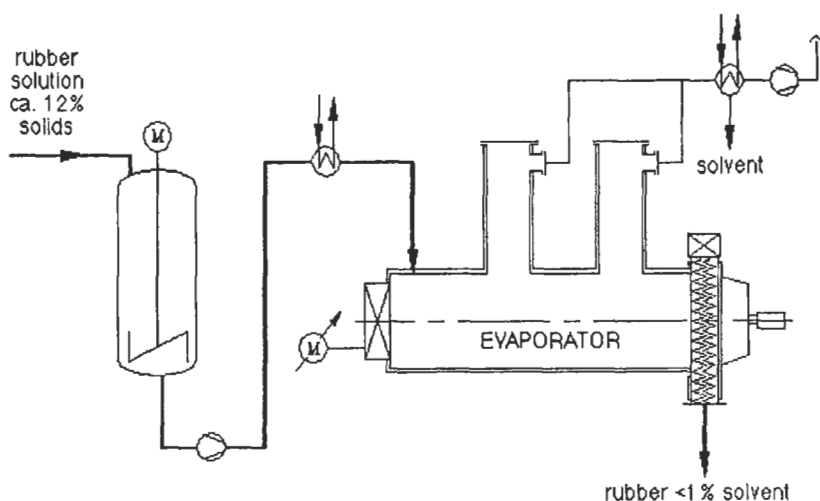 rubber
solution
ca. 12%
solids
M
solvent
M
EVAPORATOR
rubber <1% solvent